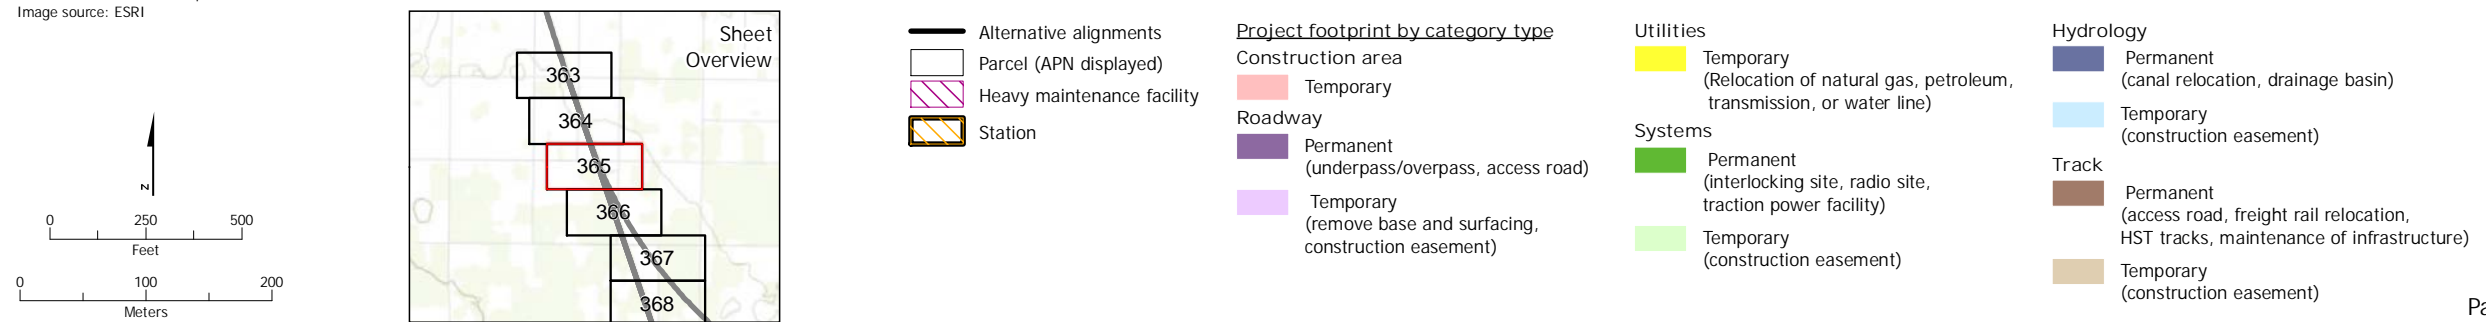 Image source: ESRI
N
0 250 500
Feet
0 100 200
Meters
Sheet
Overview
363
364
365
366
367
368
Alternative alignments
Parcel (APN displayed)
Heavy maintenance facility
Station
Project footprint by category type
Construction area
Temporary
Roadway
Permanent
(underpass/overpass, access road)
Temporary
(remove base and surfacing,
construction easement)
Utilities
Temporary
(Relocation of natural gas, petroleum,
transmission, or water line)
Systems
Permanent
(interlocking site, radio site,
traction power facility)
Temporary
(construction easement)
Hydrology
Permanent
(canal relocation, drainage basin)
Temporary
(construction easement)
Track
Permanent
(access road, freight rail relocation,
HST tracks, maintenance of infrastructure)
Temporary
(construction easement)